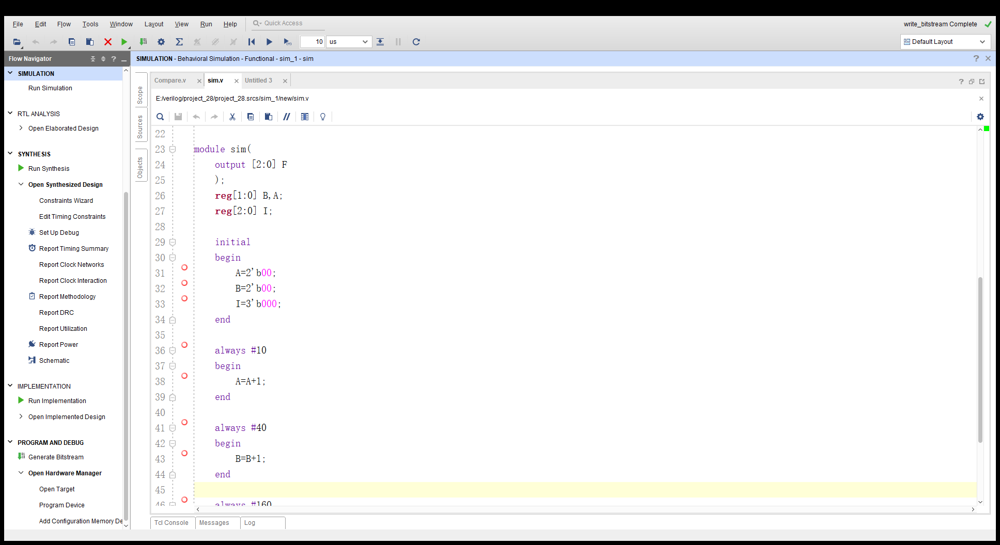 File Edit Flow Tools Window Layout View Run Help Quick Access
write_bitstream Complete
10 us
Default Layout
Flow Navigator
SIMULATION - Behavioral Simulation - Functional - sim_1 - sim
SIMULATION
Run Simulation
RTL ANALYSIS
Open Elaborated Design
SYNTHESIS
Run Synthesis
Open Synthesized Design
Constraints Wizard
Edit Timing Constraints
Set Up Debug
Report Timing Summary
Report Clock Networks
Report Clock Interaction
Report Methodology
Report DRC
Report Utilization
Report Power
Schematic
IMPLEMENTATION
Run Implementation
Open Implemented Design
PROGRAM AND DEBUG
Generate Bitstream
Open Hardware Manager
Open Target
Program Device
Add Configuration Memory De
Scope
Sources
Objects
Compare.v
sim.v
Untitled 3
E:/verilog/project_28/project_28.srcs/sim_1/new/sim.v
22
23 module sim(
24 output [2:0] F
25 );
26 reg[1:0] B,A;
27 reg[2:0] I;
28
29 initial
30 begin
31 A=2'b00;
32 B=2'b00;
33 I=3'b000;
34 end
35
36 always #10
37 begin
38 A=A+1;
39 end
40
41 always #40
42 begin
43 B=B+1;
44 end
45
46 always #160
Tcl Console
Messages
Log